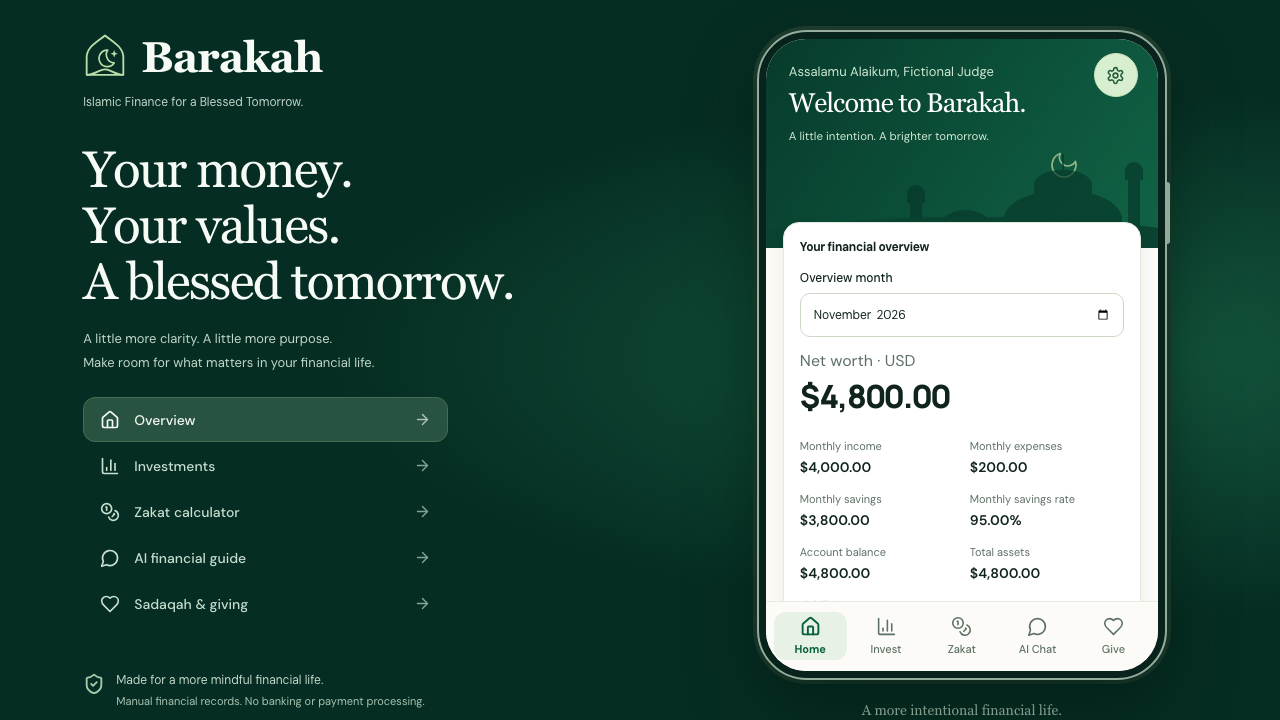 Barakah
Islamic Finance for a Blessed Tomorrow.
Your money.
Your values.
A blessed tomorrow.
A little more clarity. A little more purpose.
Make room for what matters in your financial life.
Overview
Investments
Zakat calculator
AI financial guide
Sadaqah & giving
Made for a more mindful financial life.
Manual financial records. No banking or payment processing.
Assalamu Alaikum, Fictional Judge
Welcome to Barakah.
A little intention. A brighter tomorrow.
Your financial overview
Overview month
November 2026
Net worth · USD
$4,800.00
Monthly income Monthly expenses
$4,000.00 $200.00
Monthly savings Monthly savings rate
$3,800.00 95.00%
Account balance Total assets
$4,800.00 $4,800.00
Home Invest Zakat AI Chat Give
A more intentional financial life.